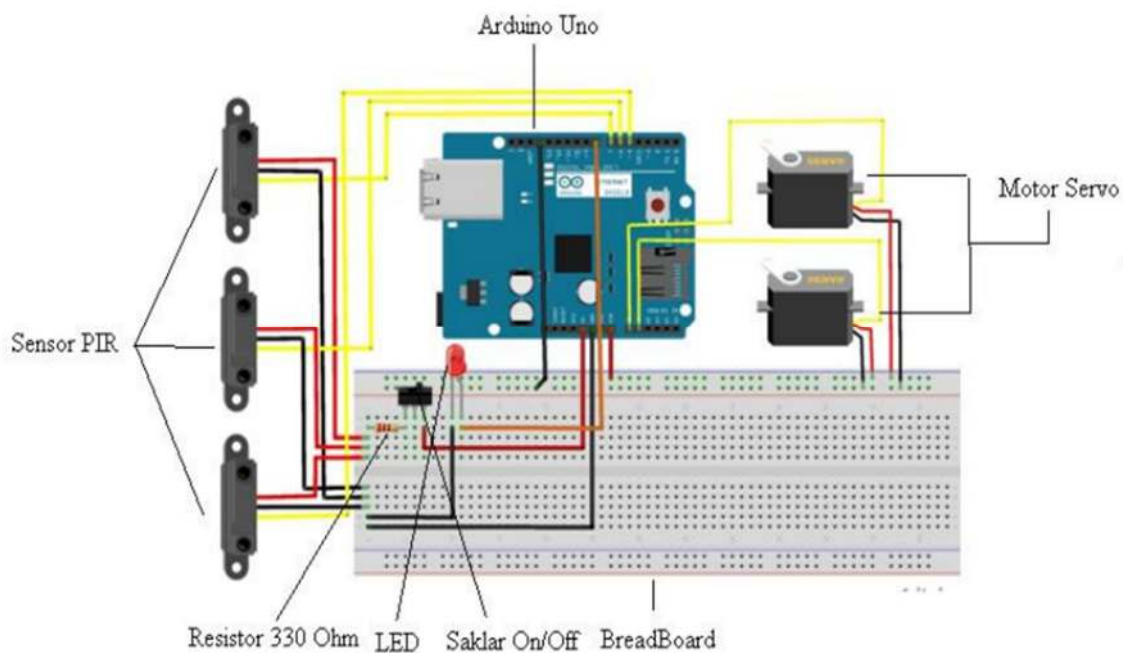 Arduino Uno
Motor Servo
Sensor PIR
Resistor 330 Ohm
LED
Saklar On/Off
BreadBoard